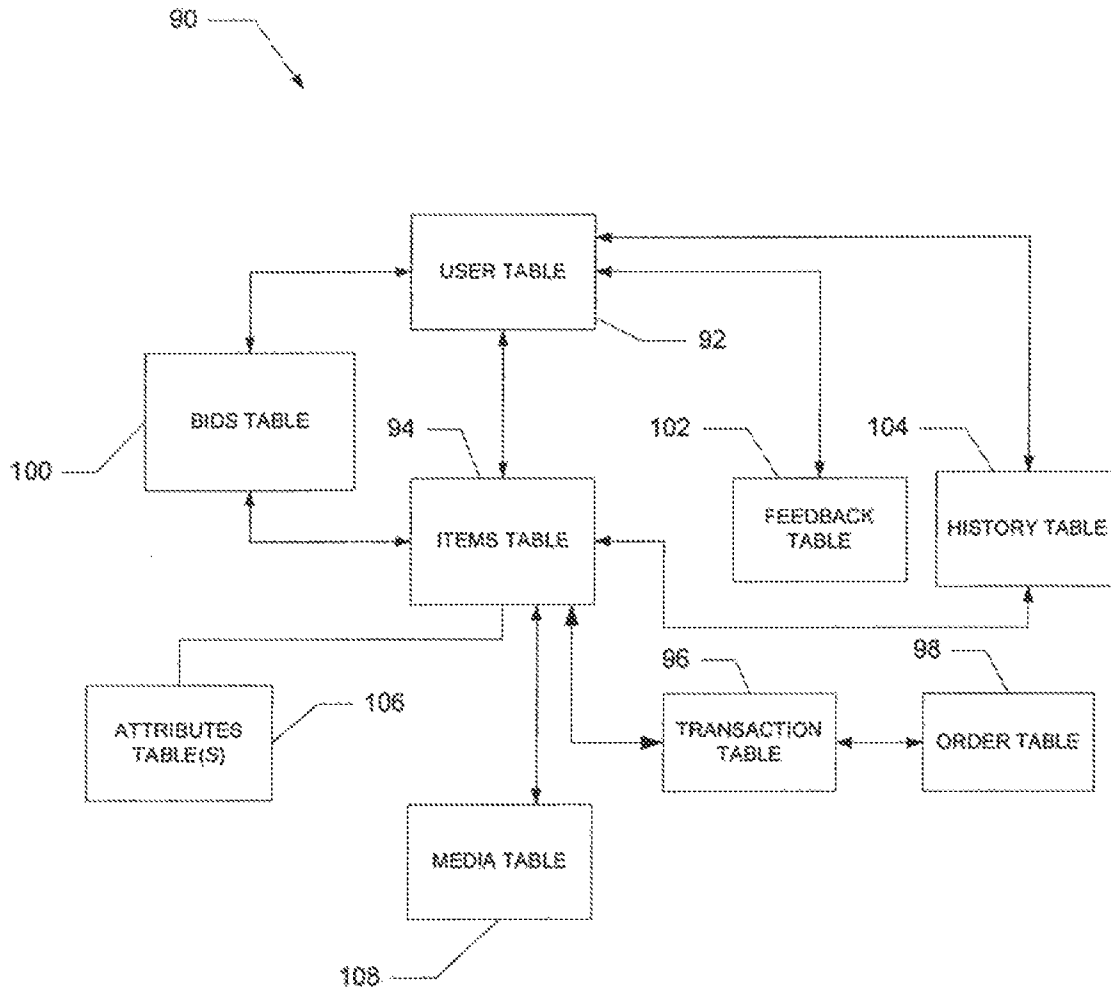 90
USER TABLE
92
BIDS TABLE
100
94
102
104
ITEMS TABLE
FEEDBACK
TABLE
HISTORY TABLE
96
98
ATTRIBUTES
TABLE(S)
106
TRANSACTION
TABLE
ORDER TABLE
MEDIA TABLE
108